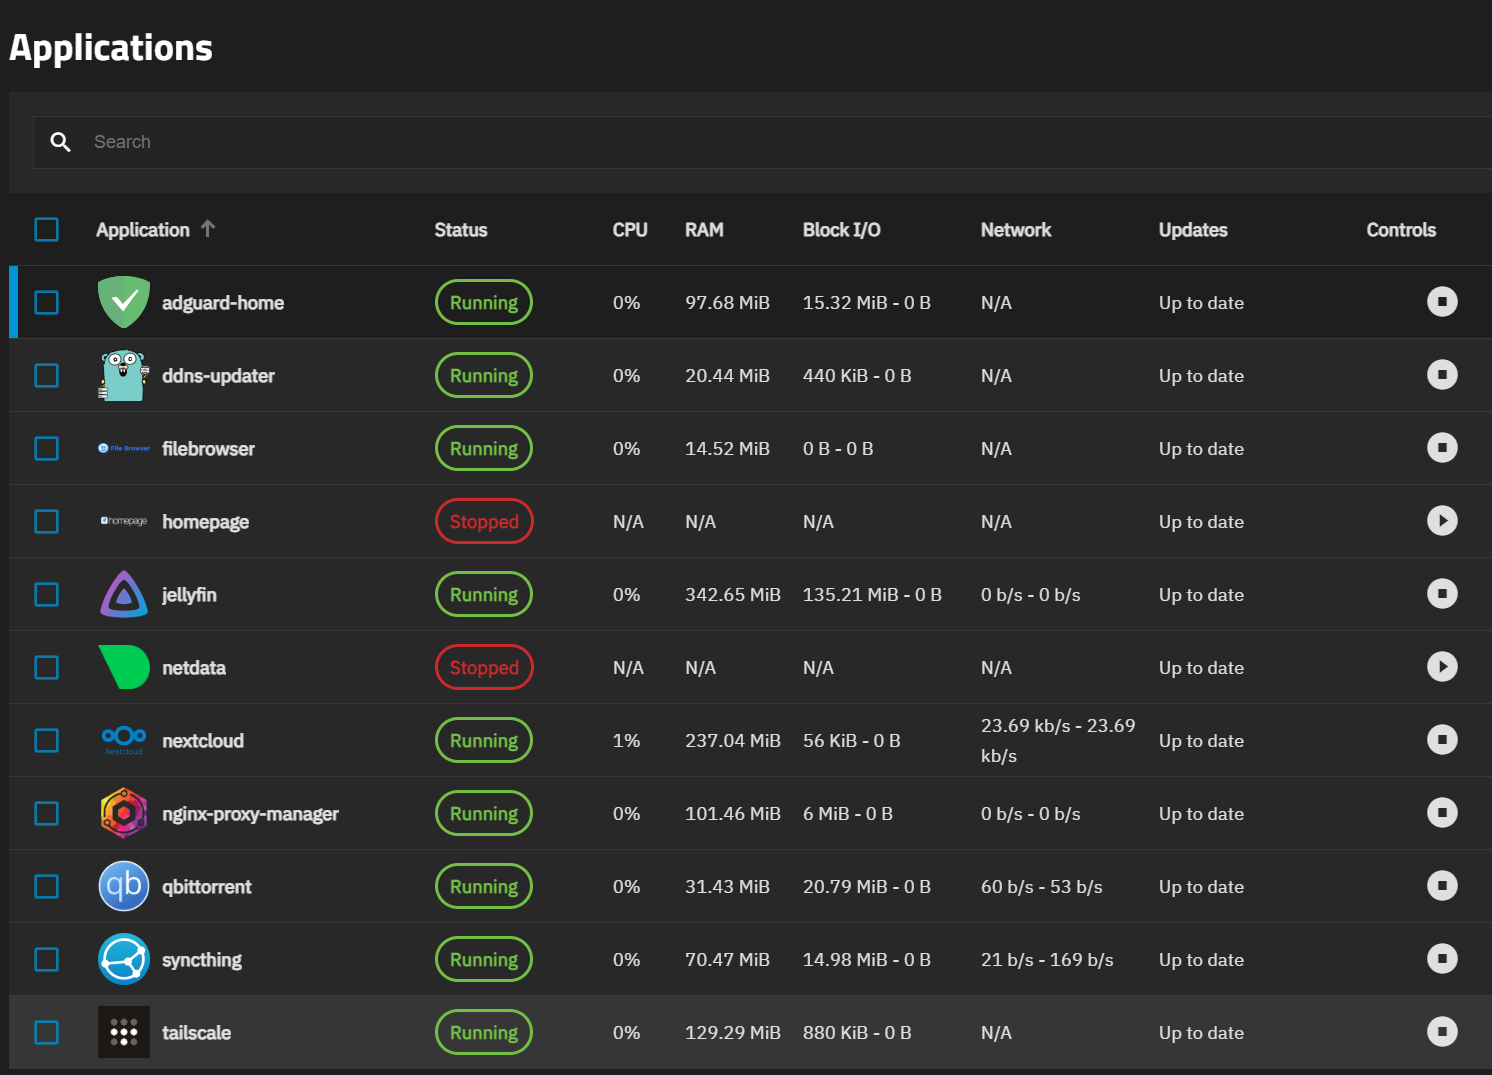 Applications
Search
Application Status CPU RAM Block I/O Network Updates Controls
adguard-home Running 0% 97.68 MiB 15.32 MiB - 0 B N/A Up to date
ddns-updater Running 0% 20.44 MiB 440 KiB - 0 B N/A Up to date
File Browser filebrowser Running 0% 14.52 MiB 0 B - 0 B N/A Up to date
homepage homepage Stopped N/A N/A N/A N/A Up to date
jellyfin Running 0% 342.65 MiB 135.21 MiB - 0 B 0 b/s - 0 b/s Up to date
netdata Stopped N/A N/A N/A N/A Up to date
Nextcloud nextcloud Running 1% 237.04 MiB 56 KiB - 0 B 23.69 kb/s - 23.69
kb/s Up to date
nginx-proxy-manager Running 0% 101.46 MiB 6 MiB - 0 B 0 b/s - 0 b/s Up to date
qb qbittorrent Running 0% 31.43 MiB 20.79 MiB - 0 B 60 b/s - 53 b/s Up to date
syncthing Running 0% 70.47 MiB 14.98 MiB - 0 B 21 b/s - 169 b/s Up to date
tailscale Running 0% 129.29 MiB 880 KiB - 0 B N/A Up to date